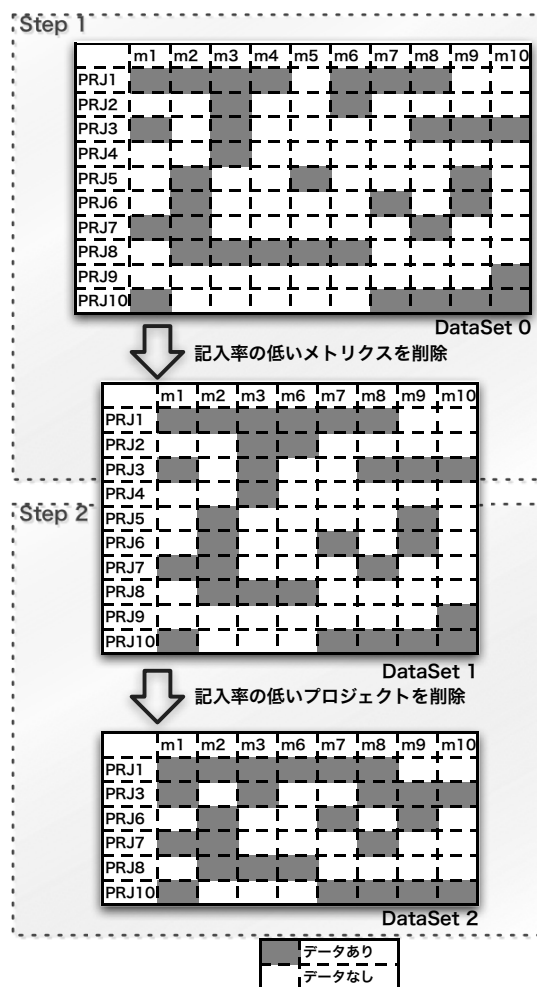 Step 1
m1 m2 m3 m4 m5 m6 m7 m8 m9 m10
PRJ1
PRJ2
PRJ3
PRJ4
PRJ5
PRJ6
PRJ7
PRJ8
PRJ9
PRJ10
DataSet 0
記入率の低いメトリクスを削除
m1 m2 m3 m6 m7 m8 m9 m10
PRJ1
PRJ2
PRJ3
PRJ4
Step 2
PRJ5
PRJ6
PRJ7
PRJ8
PRJ9
PRJ10
DataSet 1
記入率の低いプロジェクトを削除
m1 m2 m3 m6 m7 m8 m9 m10
PRJ1
PRJ3
PRJ6
PRJ7
PRJ8
PRJ10
DataSet 2
データあり
データなし